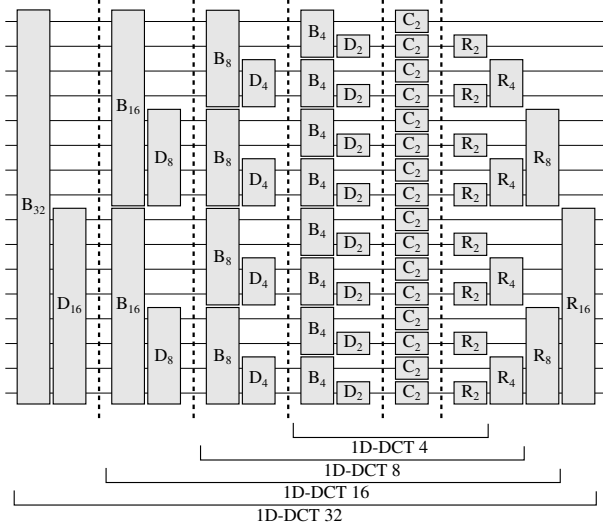 C₂
B₄
D₂ C₂ R₂
B₈ C₂
D₄ B₄ R₄
D₂ C₂ R₂
B₁₆ C₂
B₄
D₂ C₂ R₂
D₈ B₈ R₈
C₂
D₄ B₄ R₄
D₂ C₂ R₂
B₃₂ C₂
B₄
D₂ C₂ R₂
B₈ C₂
D₄ B₄ R₄
D₂ C₂ R₂
D₁₆ B₁₆ R₁₆
C₂
B₄
D₂ C₂ R₂
D₈ B₈ R₈
C₂
D₄ B₄ R₄
D₂ C₂ R₂
1D-DCT 4
1D-DCT 8
1D-DCT 16
1D-DCT 32